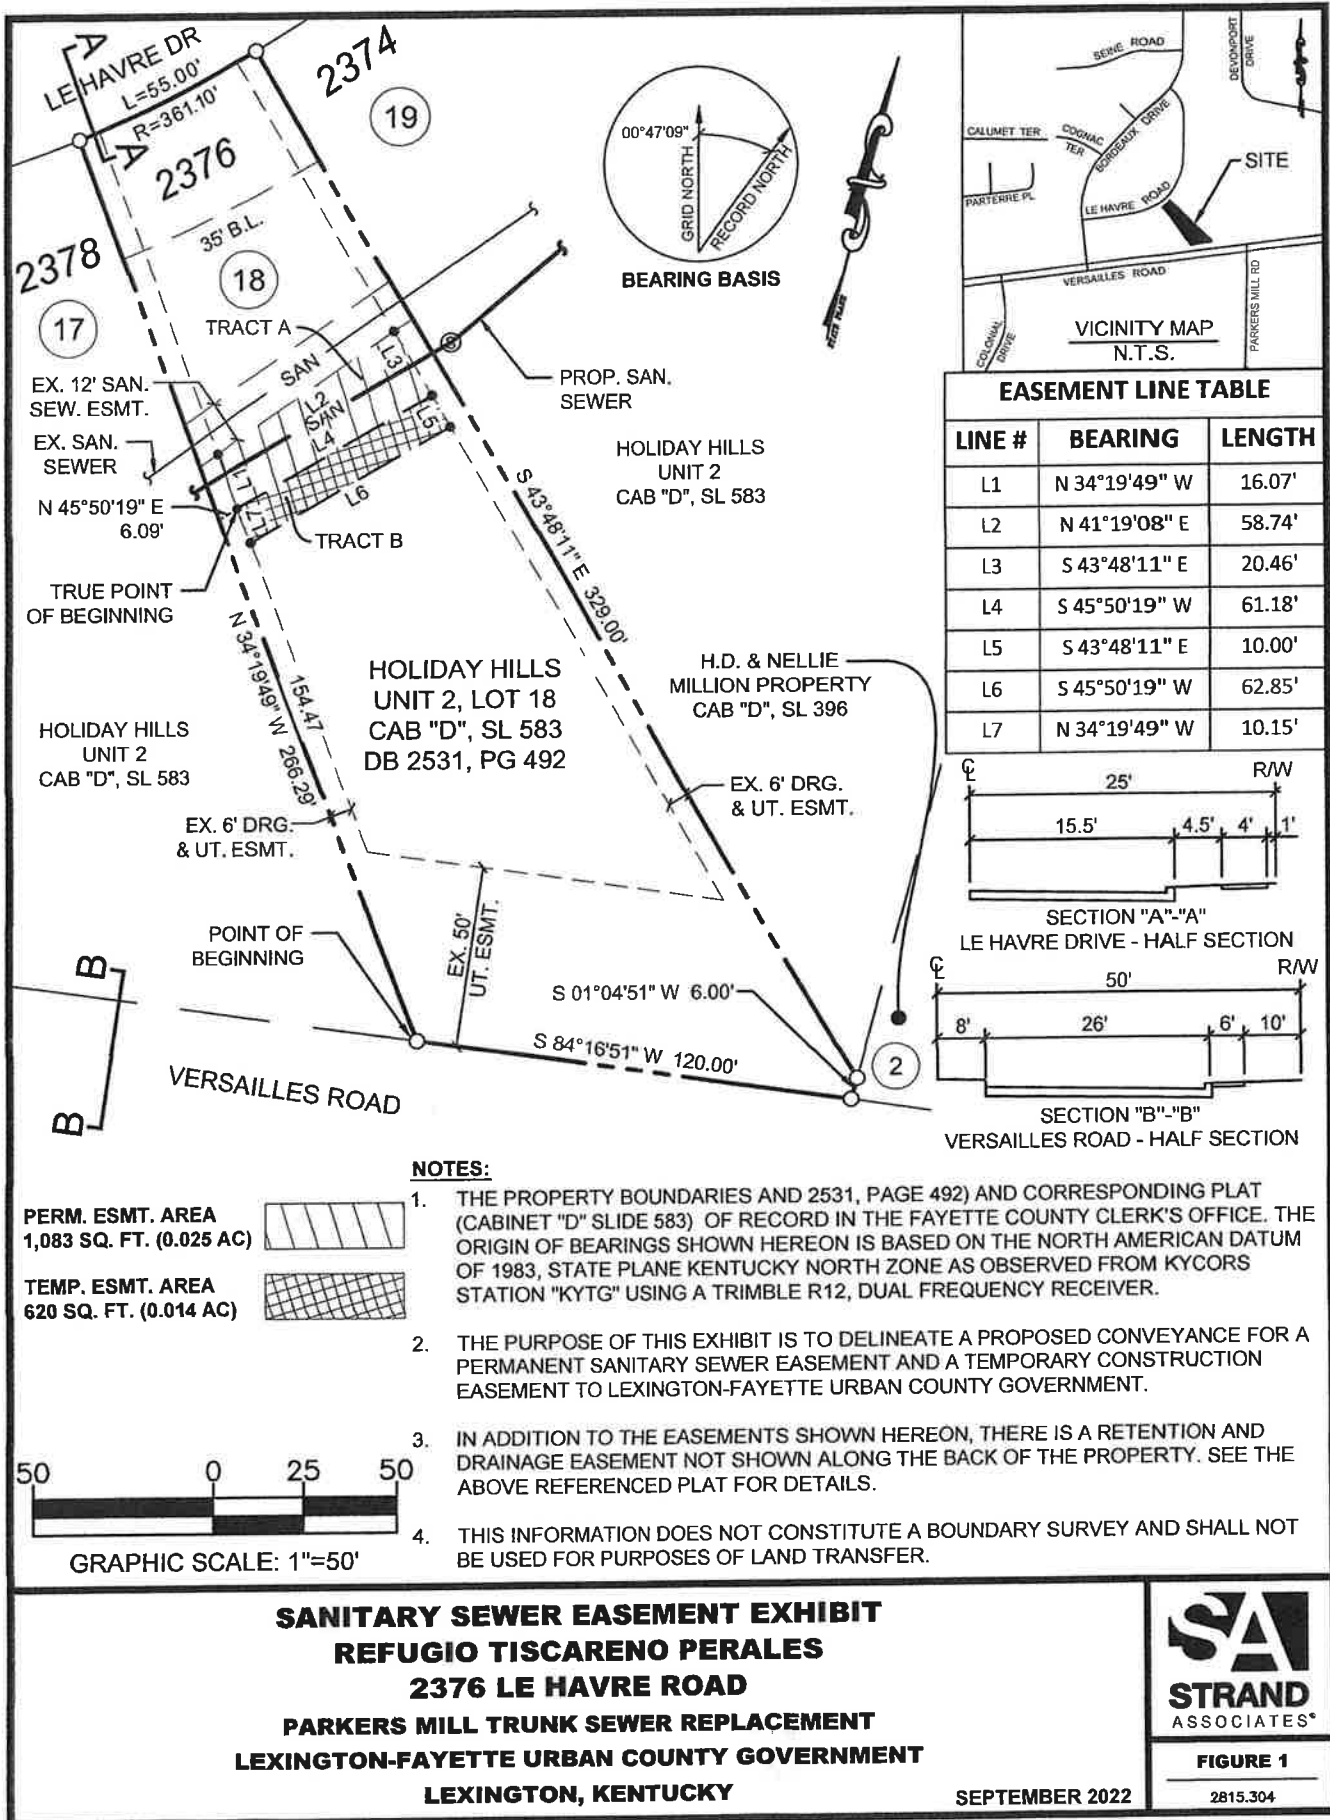 A
LE HAVRE DR
L=55.00'
R=361.10'
A
2374
19
2376
35' B.L.
18
2378
17
TRACT A
SAN
L2
SAN
L3
L4
L5
L6
L1
L7
EX. 12' SAN.
SEW. ESMT.
EX. SAN.
SEWER
N 45°50'19" E
6.09'
TRACT B
TRUE POINT
OF BEGINNING
PROP. SAN.
SEWER
HOLIDAY HILLS
UNIT 2
CAB "D", SL 583
S 43°48'11" E 329.00'
N 34°19'49" W 266.29'
154.47
HOLIDAY HILLS
UNIT 2, LOT 18
CAB "D", SL 583
DB 2531, PG 492
HOLIDAY HILLS
UNIT 2
CAB "D", SL 583
H.D. & NELLIE
MILLION PROPERTY
CAB "D", SL 396
EX. 6' DRG.
& UT. ESMT.
EX. 6' DRG.
& UT. ESMT.
POINT OF
BEGINNING
EX. 50'
UT. ESMT.
S 01°04'51" W 6.00'
S 84°16'51" W 120.00'
2
B
B
VERSAILLES ROAD
00°47'09"
GRID NORTH
RECORD NORTH
BEARING BASIS
STATE PLANE
SEINE ROAD
DEVONPORT
DRIVE
CALUMET TER
COGNAC
TER
BORDEAUX DRIVE
SITE
PARTERRE PL
LE HAVRE ROAD
VERSAILLES ROAD
COLONIAL
DRIVE
PARKERS MILL RD
VICINITY MAP
N.T.S.
EASEMENT LINE TABLE
LINE # BEARING LENGTH
L1 N 34°19'49" W 16.07'
L2 N 41°19'08" E 58.74'
L3 S 43°48'11" E 20.46'
L4 S 45°50'19" W 61.18'
L5 S 43°48'11" E 10.00'
L6 S 45°50'19" W 62.85'
L7 N 34°19'49" W 10.15'
CL R/W
25'
15.5' 4.5' 4' 1'
SECTION "A"-"A"
LE HAVRE DRIVE - HALF SECTION
CL R/W
50'
8' 26' 6' 10'
SECTION "B"-"B"
VERSAILLES ROAD - HALF SECTION
PERM. ESMT. AREA
1,083 SQ. FT. (0.025 AC)
TEMP. ESMT. AREA
620 SQ. FT. (0.014 AC)
50 0 25 50
GRAPHIC SCALE: 1"=50'
NOTES:
1. THE PROPERTY BOUNDARIES AND 2531, PAGE 492) AND CORRESPONDING PLAT
(CABINET "D" SLIDE 583) OF RECORD IN THE FAYETTE COUNTY CLERK'S OFFICE. THE
ORIGIN OF BEARINGS SHOWN HEREON IS BASED ON THE NORTH AMERICAN DATUM
OF 1983, STATE PLANE KENTUCKY NORTH ZONE AS OBSERVED FROM KYCORS
STATION "KYTG" USING A TRIMBLE R12, DUAL FREQUENCY RECEIVER.
2. THE PURPOSE OF THIS EXHIBIT IS TO DELINEATE A PROPOSED CONVEYANCE FOR A
PERMANENT SANITARY SEWER EASEMENT AND A TEMPORARY CONSTRUCTION
EASEMENT TO LEXINGTON-FAYETTE URBAN COUNTY GOVERNMENT.
3. IN ADDITION TO THE EASEMENTS SHOWN HEREON, THERE IS A RETENTION AND
DRAINAGE EASEMENT NOT SHOWN ALONG THE BACK OF THE PROPERTY. SEE THE
ABOVE REFERENCED PLAT FOR DETAILS.
4. THIS INFORMATION DOES NOT CONSTITUTE A BOUNDARY SURVEY AND SHALL NOT
BE USED FOR PURPOSES OF LAND TRANSFER.
SANITARY SEWER EASEMENT EXHIBIT
REFUGIO TISCARENO PERALES
2376 LE HAVRE ROAD
PARKERS MILL TRUNK SEWER REPLACEMENT
LEXINGTON-FAYETTE URBAN COUNTY GOVERNMENT
LEXINGTON, KENTUCKY
SEPTEMBER 2022
SA
STRAND
ASSOCIATES®
FIGURE 1
2815.304